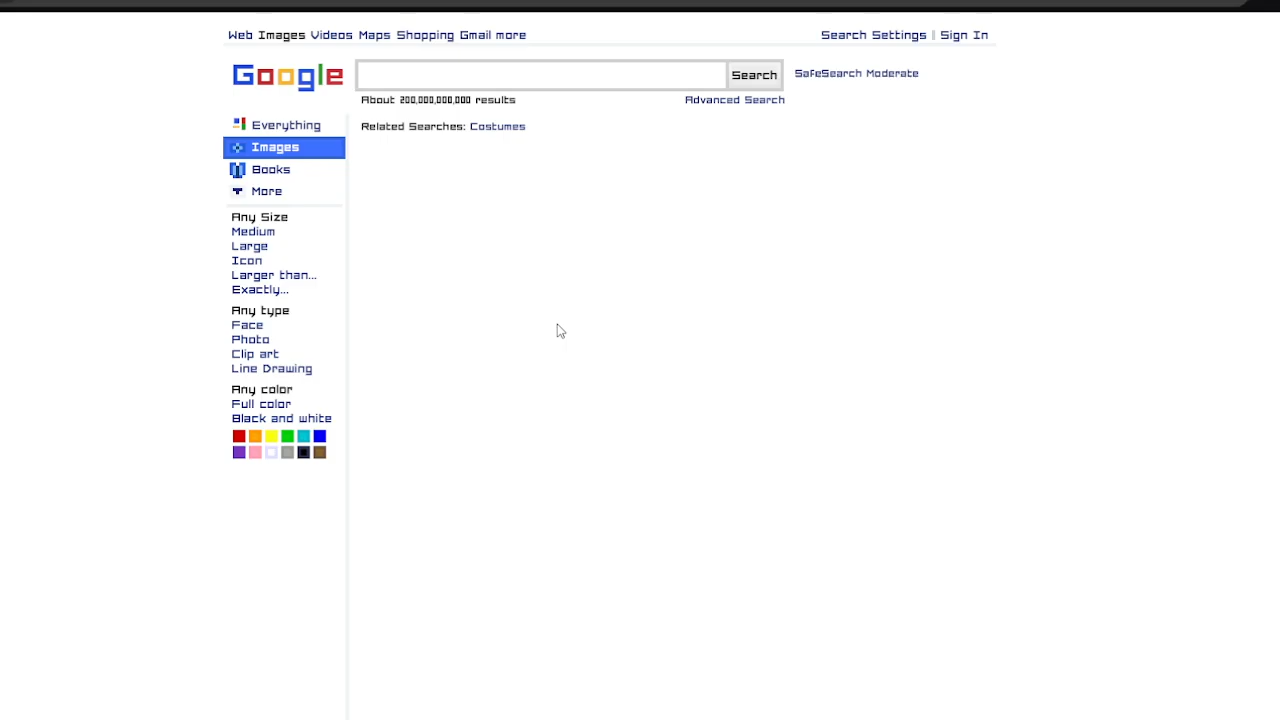 Web Images Videos Maps Shopping Gmail more
Search Settings | Sign In
Google
Search
SafeSearch Moderate
About 200,000,000,000 results
Advanced Search
Related Searches: Costumes
Everything
Images
Books
More
Any Size
Medium
Large
Icon
Larger than...
Exactly...
Any type
Face
Photo
Clip art
Line Drawing
Any color
Full color
Black and white